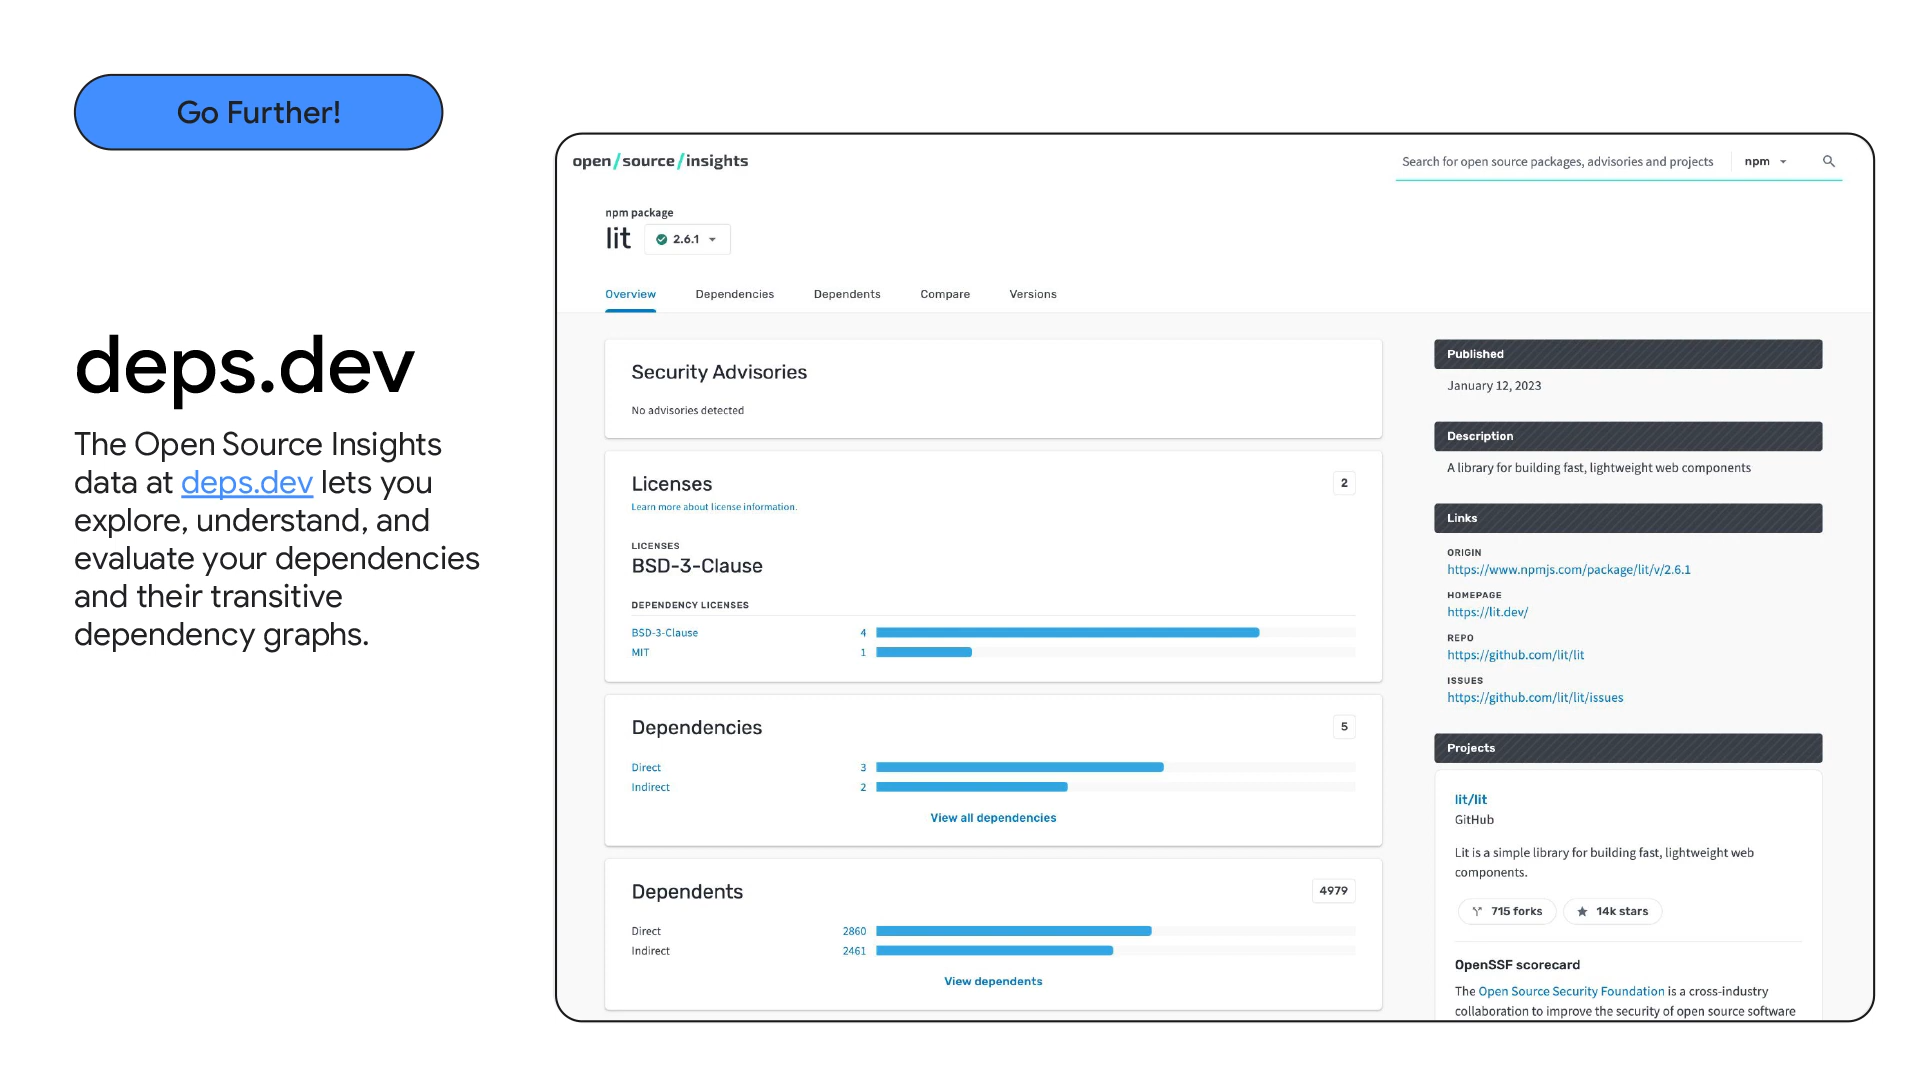 Go Further!
deps.dev
The Open Source Insights
data at deps.dev lets you
explore, understand, and
evaluate your dependencies
and their transitive
dependency graphs.
open/source/insights
Search for open source packages, advisories and projects
npm
npm package
lit
2.6.1
Overview
Dependencies
Dependents
Compare
Versions
Security Advisories
No advisories detected
Licenses
2
Learn more about license information.
LICENSES
BSD-3-Clause
DEPENDENCY LICENSES
BSD-3-Clause 4
MIT 1
Dependencies
5
Direct 3
Indirect 2
View all dependencies
Dependents
4979
Direct 2860
Indirect 2461
View dependents
Published
January 12, 2023
Description
A library for building fast, lightweight web components
Links
ORIGIN
https://www.npmjs.com/package/lit/v/2.6.1
HOMEPAGE
https://lit.dev/
REPO
https://github.com/lit/lit
ISSUES
https://github.com/lit/lit/issues
Projects
lit/lit
GitHub
Lit is a simple library for building fast, lightweight web
components.
715 forks
14k stars
OpenSSF scorecard
The Open Source Security Foundation is a cross-industry
collaboration to improve the security of open source software